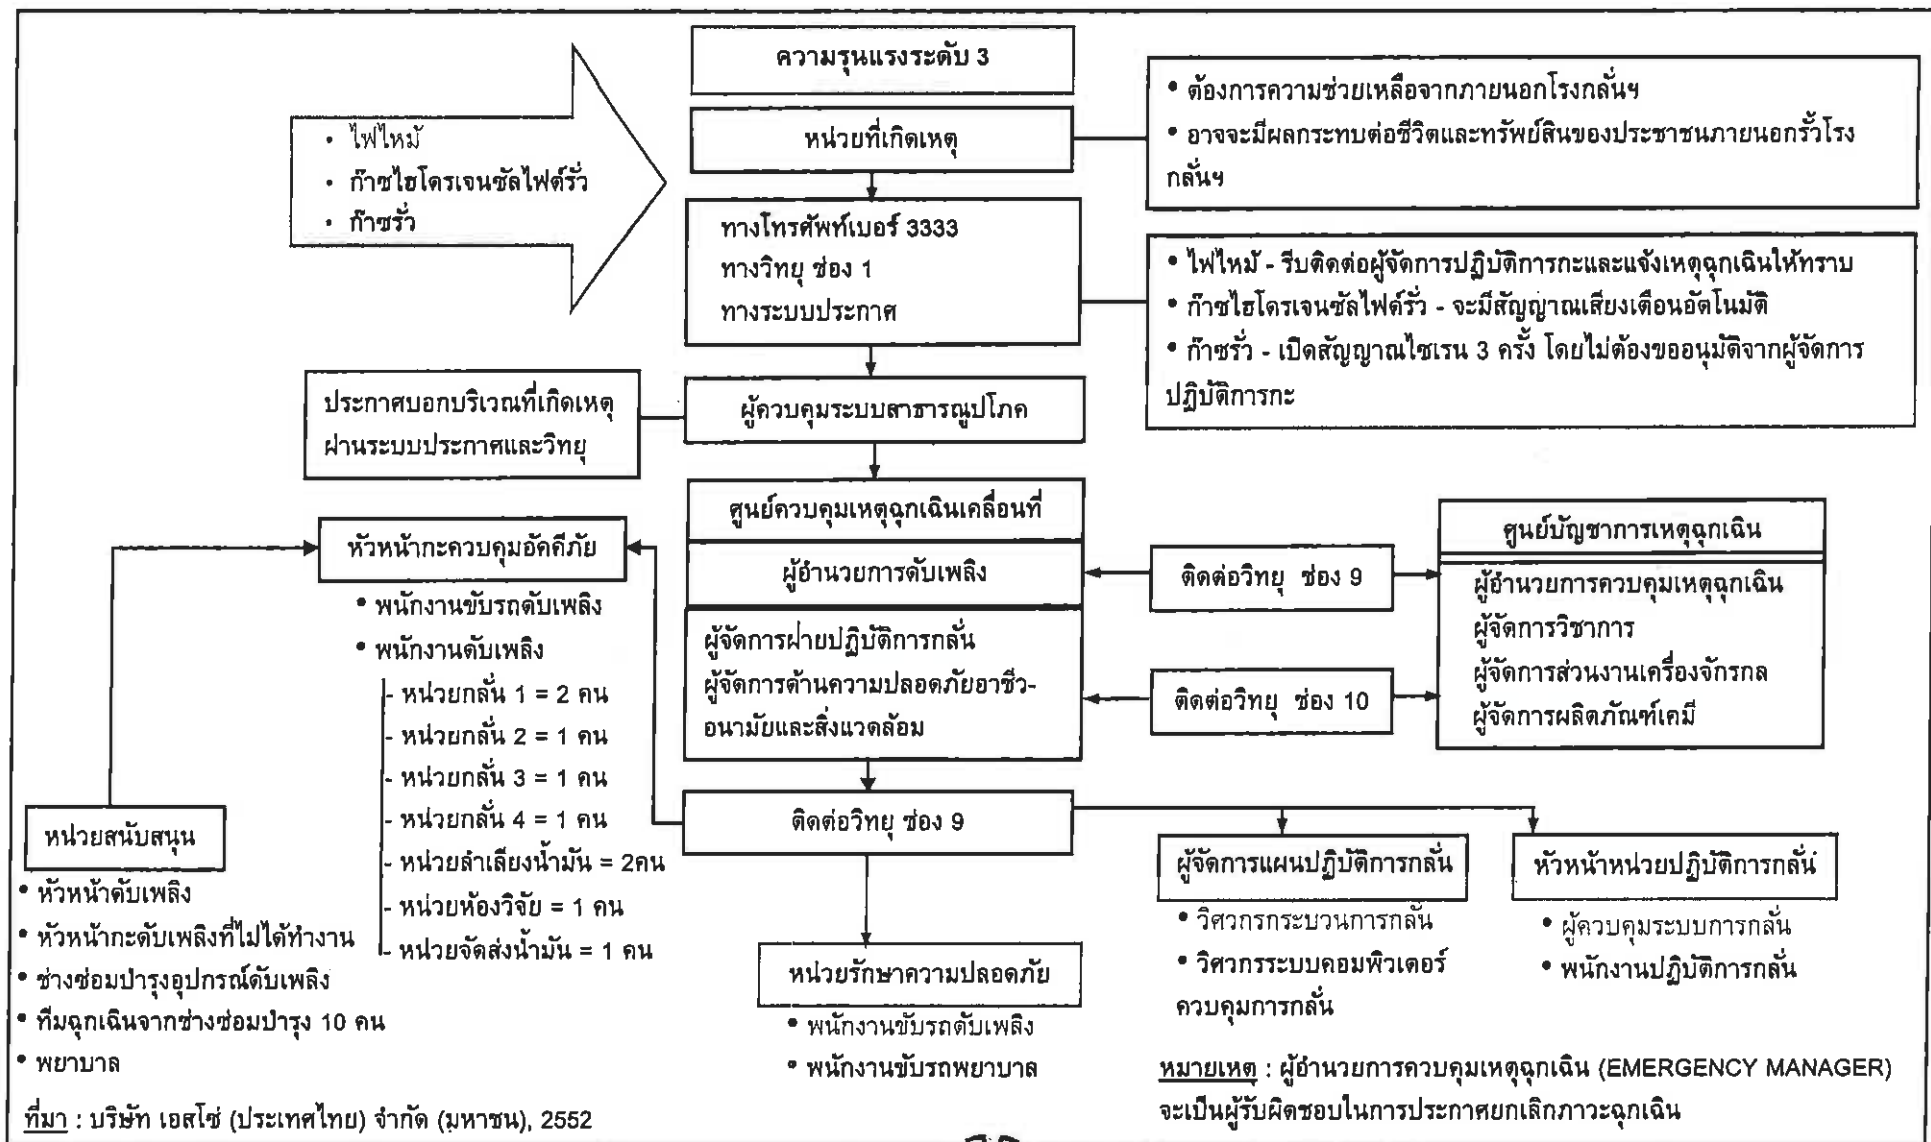 ความรุนแรงระดับ 3
• ไฟไหม้
• ก๊าซไฮโดรเจนซัลไฟด์รั่ว
• ก๊าซรั่ว
หน่วยที่เกิดเหตุ
• ต้องการความช่วยเหลือจากภายนอกโรงกลั่นฯ
• อาจจะมีผลกระทบต่อชีวิตและทรัพย์สินของประชาชนภายนอกรั้วโรง
กลั่นฯ
ทางโทรศัพท์เบอร์ 3333
ทางวิทยุ ช่อง 1
ทางระบบประกาศ
• ไฟไหม้ - รีบติดต่อผู้จัดการปฏิบัติการกะและแจ้งเหตุฉุกเฉินให้ทราบ
• ก๊าซไฮโดรเจนซัลไฟด์รั่ว - จะมีสัญญาณเสียงเตือนอัตโนมัติ
• ก๊าซรั่ว - เปิดสัญญาณไซเรน 3 ครั้ง โดยไม่ต้องขออนุมัติจากผู้จัดการ
ปฏิบัติการกะ
ประกาศบอกบริเวณที่เกิดเหตุ
ผ่านระบบประกาศและวิทยุ
ผู้ควบคุมระบบสาธารณูปโภค
ศูนย์ควบคุมเหตุฉุกเฉินเคลื่อนที่
ผู้อำนวยการดับเพลิง
ผู้จัดการฝ่ายปฏิบัติการกลั่น
ผู้จัดการด้านความปลอดภัยอาชีว-
อนามัยและสิ่งแวดล้อม
ติดต่อวิทยุ ช่อง 9
ติดต่อวิทยุ ช่อง 10
ศูนย์บัญชาการเหตุฉุกเฉิน
ผู้อำนวยการควบคุมเหตุฉุกเฉิน
ผู้จัดการวิชาการ
ผู้จัดการส่วนงานเครื่องจักรกล
ผู้จัดการผลิตภัณฑ์เคมี
หัวหน้ากะควบคุมอัคคีภัย
• พนักงานขับรถดับเพลิง
• พนักงานดับเพลิง
- หน่วยกลั่น 1 = 2 คน
- หน่วยกลั่น 2 = 1 คน
- หน่วยกลั่น 3 = 1 คน
- หน่วยกลั่น 4 = 1 คน
- หน่วยลำเลียงน้ำมัน = 2คน
- หน่วยห้องวิจัย = 1 คน
- หน่วยจัดส่งน้ำมัน = 1 คน
หน่วยสนับสนุน
• หัวหน้าดับเพลิง
• หัวหน้ากะดับเพลิงที่ไม่ได้ทำงาน
• ช่างซ่อมบำรุงอุปกรณ์ดับเพลิง
• ทีมฉุกเฉินจากช่างซ่อมบำรุง 10 คน
• พยาบาล
ติดต่อวิทยุ ช่อง 9
หน่วยรักษาความปลอดภัย
• พนักงานขับรถดับเพลิง
• พนักงานขับรถพยาบาล
ผู้จัดการแผนปฏิบัติการกลั่น
• วิศวกรกระบวนการกลั่น
• วิศวกรระบบคอมพิวเตอร์
ควบคุมการกลั่น
หัวหน้าหน่วยปฏิบัติการกลั่น
• ผู้ควบคุมระบบการกลั่น
• พนักงานปฏิบัติการกลั่น
หมายเหตุ : ผู้อำนวยการควบคุมเหตุฉุกเฉิน (EMERGENCY MANAGER)
จะเป็นผู้รับผิดชอบในการประกาศยกเลิกภาวะฉุกเฉิน
ที่มา : บริษัท เอสโซ่ (ประเทศไทย) จำกัด (มหาชน), 2552